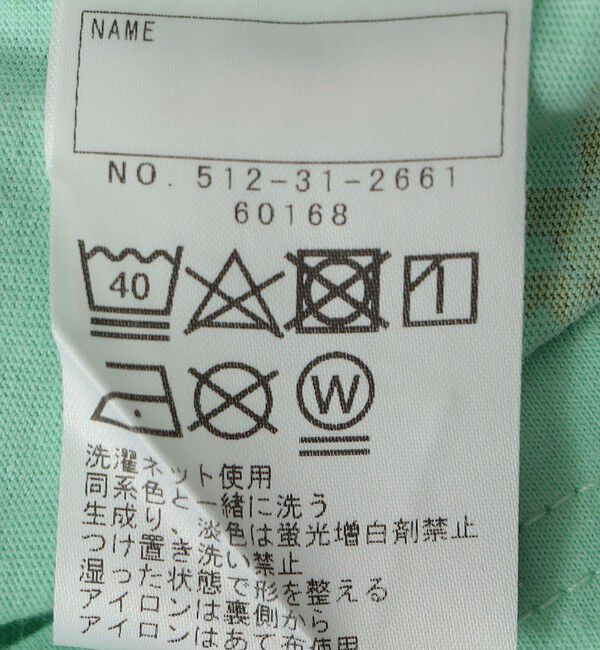 NAME
NO. 512-31-2661
60168
40
W
洗濯ネット使用
同系色と一緒に洗う
生成り、淡色は蛍光増白剤禁止
つけ置き洗い禁止
湿った状態で形を整える
アイロンは裏側から
アイロンはあて布使用